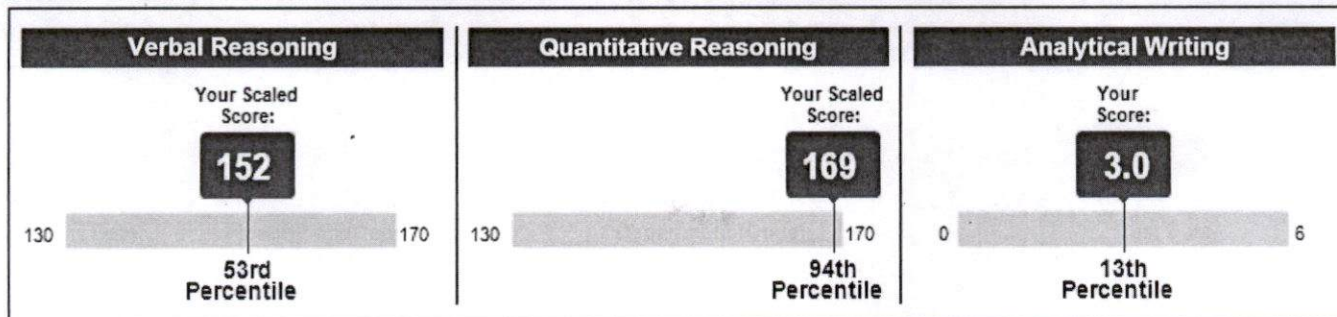 Verbal Reasoning
Your Scaled
Score:
152
130
170
53rd
Percentile
Quantitative Reasoning
Your Scaled
Score:
169
130
170
94th
Percentile
Analytical Writing
Your
Score:
3.0
0
6
13th
Percentile